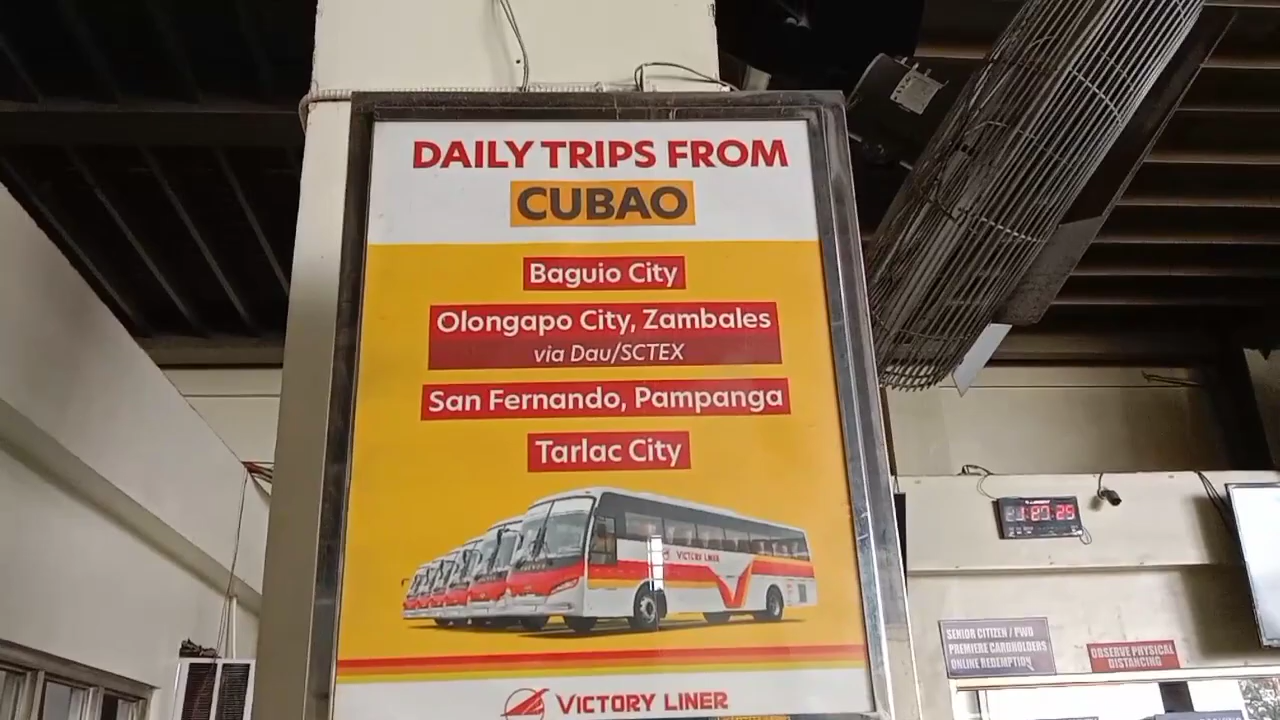 DAILY TRIPS FROM
CUBAO
Baguio City
Olongapo City, Zambales
via Dau/SCTEX
San Fernando, Pampanga
Tarlac City
VICTORY LINER
VICTORY LINER
SENIOR CITIZEN / PWD
PREMIERE CARDHOLDERS
ONLINE REDEMPTION
OBSERVE PHYSICAL
DISTANCING